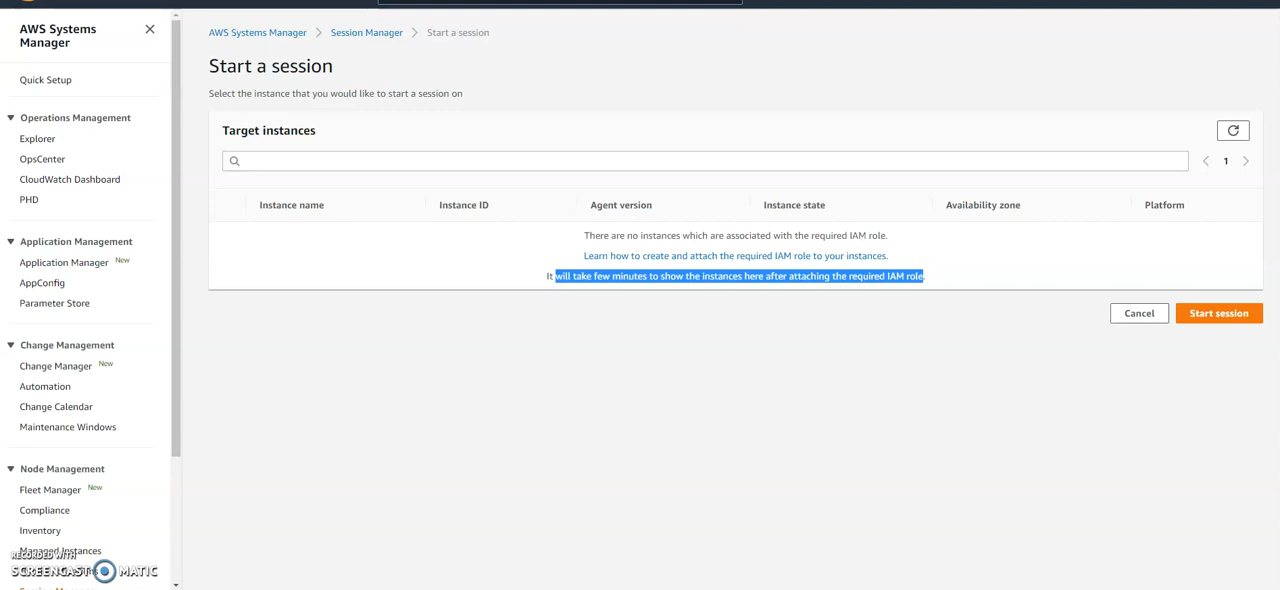 AWS Systems
Manager
Quick Setup
Operations Management
Explorer
OpsCenter
CloudWatch Dashboard
PHD
Application Management
Application Manager New
AppConfig
Parameter Store
Change Management
Change Manager New
Automation
Change Calendar
Maintenance Windows
Node Management
Fleet Manager New
Compliance
Inventory
Managed Instances
RECORDED WITH
SCREENCAST MATIC
AWS Systems Manager > Session Manager > Start a session
Start a session
Select the instance that you would like to start a session on
Target instances
1
Instance name Instance ID Agent version Instance state Availability zone Platform
There are no instances which are associated with the required IAM role.
Learn how to create and attach the required IAM role to your instances.
It will take few minutes to show the instances here after attaching the required IAM role.
Cancel Start session